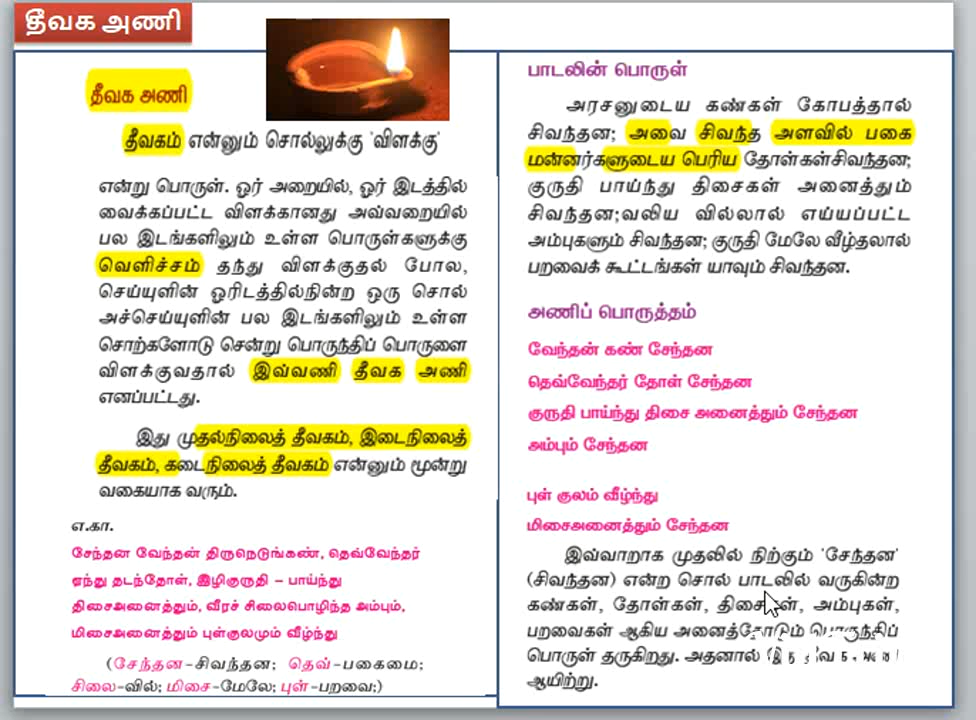 தீவக அணி
தீவக அணி
தீவகம் என்னும் சொல்லுக்கு 'விளக்கு'
என்று பொருள். ஓர் அறையில், ஓர் இடத்தில்
வைக்கப்பட்ட விளக்கானது அவ்வறையில்
பல இடங்களிலும் உள்ள பொருள்களுக்கு
வெளிச்சம் தந்து விளக்குதல் போல,
செய்யுளின் ஓரிடத்தில்நின்ற ஒரு சொல்
அச்செய்யுளின் பல இடங்களிலும் உள்ள
சொற்களோடு சென்று பொருந்திப் பொருளை
விளக்குவதால் இவ்வணி தீவக அணி
எனப்பட்டது.
இது முதல்நிலைத் தீவகம், இடைநிலைத்
தீவகம், கடைநிலைத் தீவகம் என்னும் மூன்று
வகையாக வரும்.
எ.கா.
சேந்தன வேந்தன் திருநெடுங்கண், தெவ்வேந்தர்
ஏந்து தடந்தோள், இழிகுருதி – பாய்ந்து
திசைஅனைத்தும், வீரச் சிலைபொழிந்த அம்பும்,
மிசைஅனைத்தும் புள்குலமும் வீழ்ந்து
(சேந்தன-சிவந்தன; தெவ்-பகைமை;
சிலை-வில்; மிசை-மேலே; புள்-பறவை;)
பாடலின் பொருள்
அரசனுடைய கண்கள் கோபத்தால்
சிவந்தன; அவை சிவந்த அளவில் பகை
மன்னர்களுடைய பெரிய தோள்கள்சிவந்தன;
குருதி பாய்ந்து திசைகள் அனைத்தும்
சிவந்தன;வலிய வில்லால் எய்யப்பட்ட
அம்புகளும் சிவந்தன; குருதி மேலே வீழ்தலால்
பறவைக் கூட்டங்கள் யாவும் சிவந்தன.
அணிப் பொருத்தம்
வேந்தன் கண் சேந்தன
தெவ்வேந்தர் தோள் சேந்தன
குருதி பாய்ந்து திசை அனைத்தும் சேந்தன
அம்பும் சேந்தன
புள் குலம் வீழ்ந்து
மிசைஅனைத்தும் சேந்தன
இவ்வாறாக முதலில் நிற்கும் 'சேந்தன'
(சிவந்தன) என்ற சொல் பாடலில் வருகின்ற
கண்கள், தோள்கள், அம்புகள்,
பறவைகள் ஆகிய அனைத்தோடும் பொருந்திப்
பொருள் தருகிறது. அதனால்
ஆயிற்று.